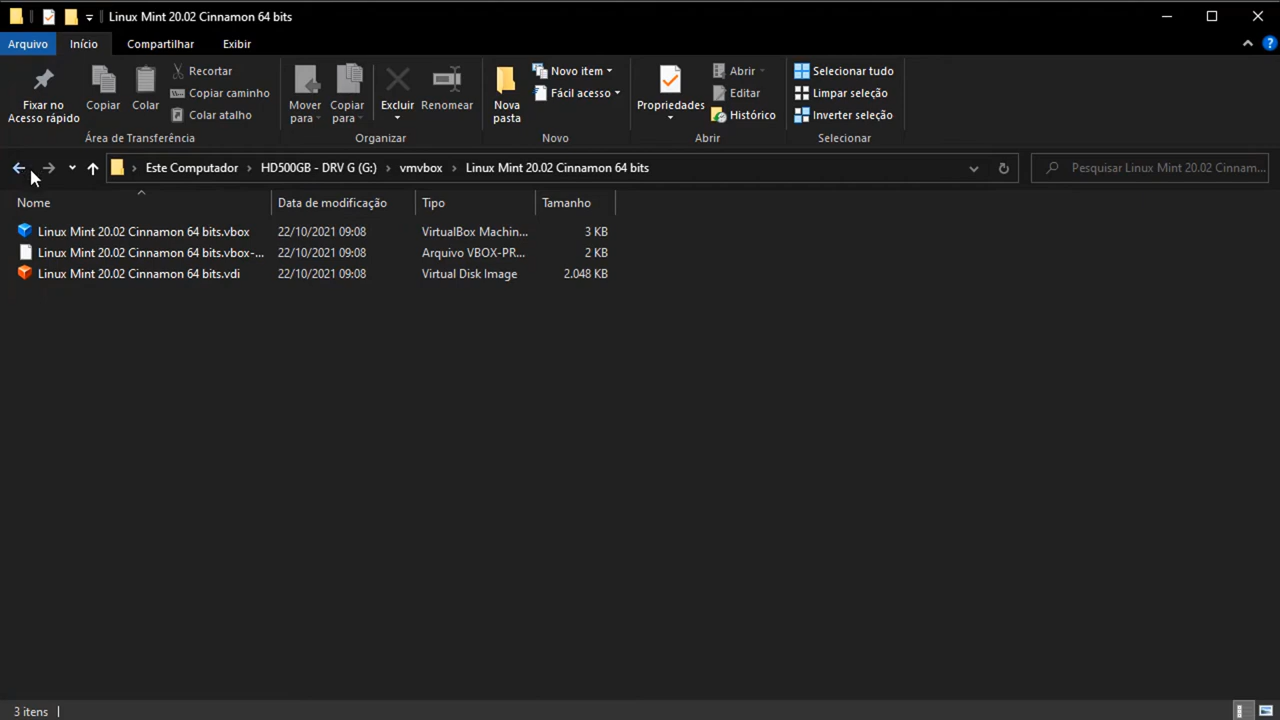 Linux Mint 20.02 Cinnamon 64 bits
Arquivo Início Compartilhar Exibir
Fixar no
Acesso rápido
Copiar
Colar
Recortar
Copiar caminho
Colar atalho
Área de Transferência
Mover
para
Copiar
para
Excluir
Renomear
Organizar
Nova
pasta
Novo item
Fácil acesso
Novo
Propriedades
Abrir
Editar
Histórico
Abrir
Selecionar tudo
Limpar seleção
Inverter seleção
Selecionar
Este Computador HD500GB - DRV G (G:) vmvbox Linux Mint 20.02 Cinnamon 64 bits
Pesquisar Linux Mint 20.02 Cinnam...
Nome Data de modificação Tipo Tamanho
Linux Mint 20.02 Cinnamon 64 bits.vbox 22/10/2021 09:08 VirtualBox Machin... 3 KB
Linux Mint 20.02 Cinnamon 64 bits.vbox-... 22/10/2021 09:08 Arquivo VBOX-PR... 2 KB
Linux Mint 20.02 Cinnamon 64 bits.vdi 22/10/2021 09:08 Virtual Disk Image 2.048 KB
3 itens